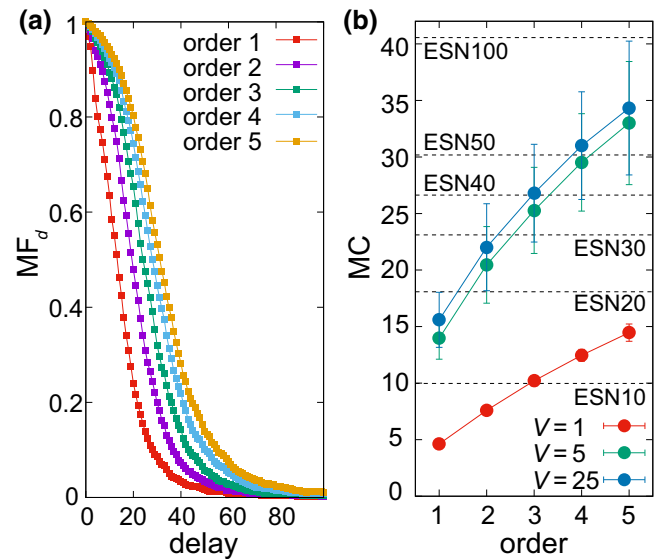 (a)
1
0.8
0.6
0.4
0.2
0
MF_d
0 20 40 60 80
delay
order 1
order 2
order 3
order 4
order 5
(b)
40
35
30
25
20
15
10
5
0
MC
ESN100
ESN50
ESN40
ESN30
ESN20
ESN10
V = 1
V = 5
V = 25
1 2 3 4 5
order